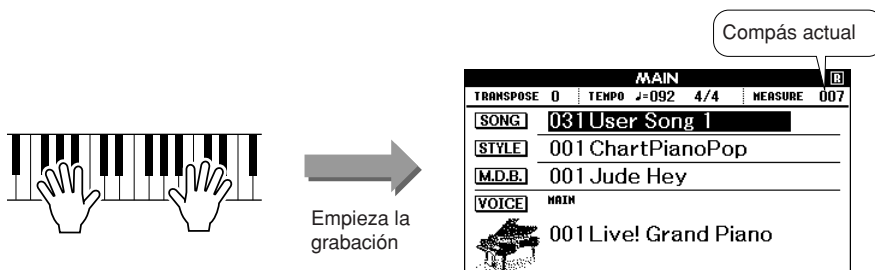 Compás actual
MAIN R
TRANSPOSE 0 TEMPO ♩=092 4/4 MEASURE 007
SONG 031 User Song 1
STYLE 001 ChartPianoPop
M.D.B. 001 Jude Hey
VOICE MAIN
001 Live! Grand Piano
Empieza la
grabación